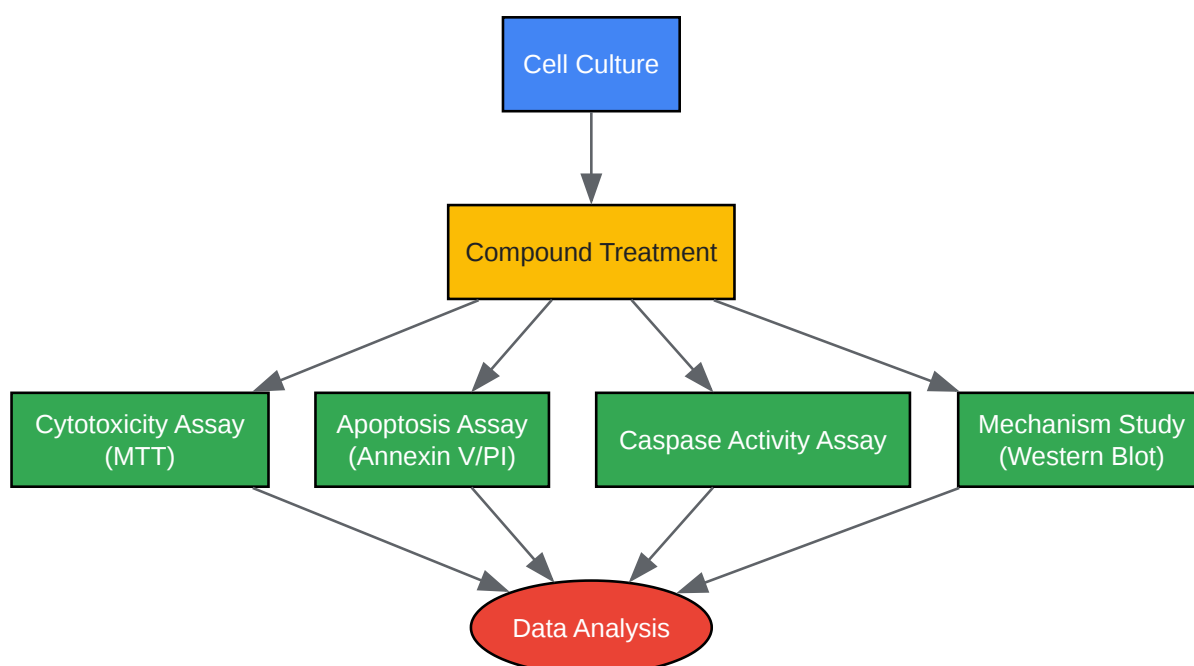 Cell Culture
Compound Treatment
Cytotoxicity Assay
(MTT)
Apoptosis Assay
(Annexin V/PI)
Caspase Activity Assay
Mechanism Study
(Western Blot)
Data Analysis